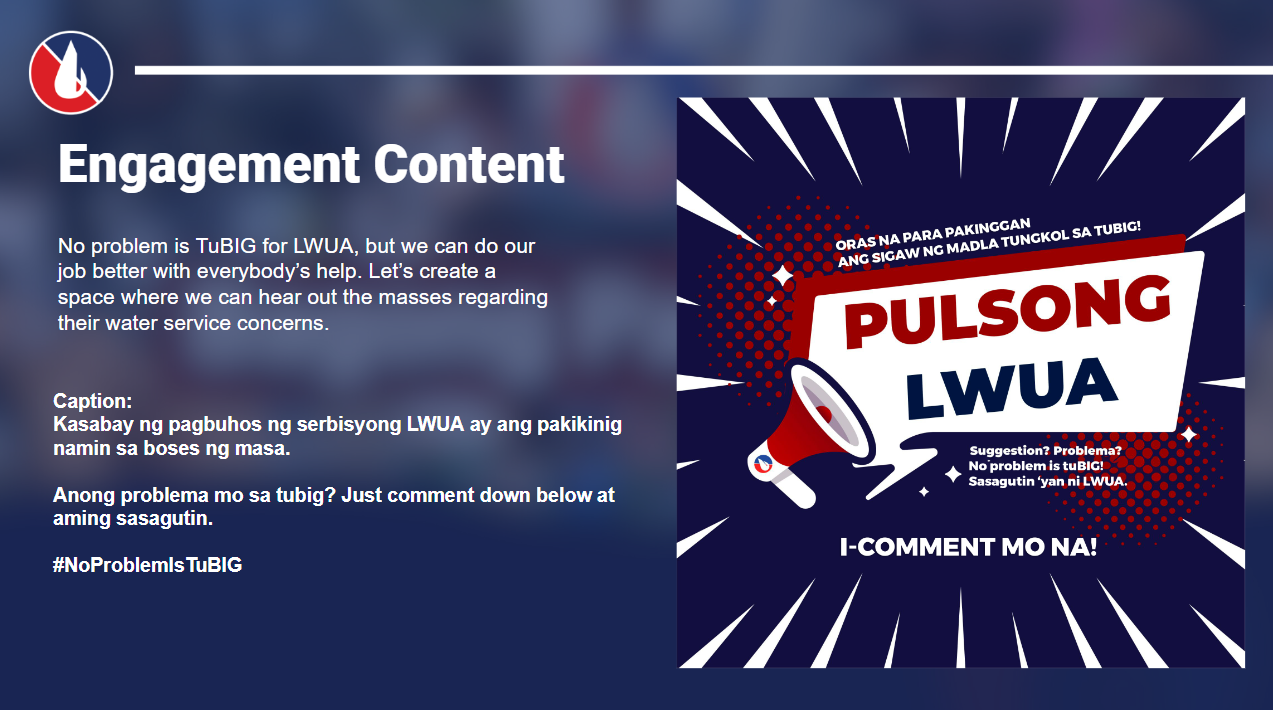 Engagement Content
No problem is TuBIG for LWUA, but we can do our
job better with everybody’s help. Let’s create a
space where we can hear out the masses regarding
their water service concerns.
Caption:
Kasabay ng pagbuhos ng serbisyong LWUA ay ang pakikinig
namin sa boses ng masa.
Anong problema mo sa tubig? Just comment down below at
aming sasagutin.
#NoProblemIsTuBIG
ORAS NA PARA PAKINGGAN
ANG SIGAW NG MADLA TUNGKOL SA TUBIG!
PULSONG
LWUA
Suggestion? Problema?
No problem is tuBIG!
Sasagutin ‘yan ni LWUA.
I-COMMENT MO NA!